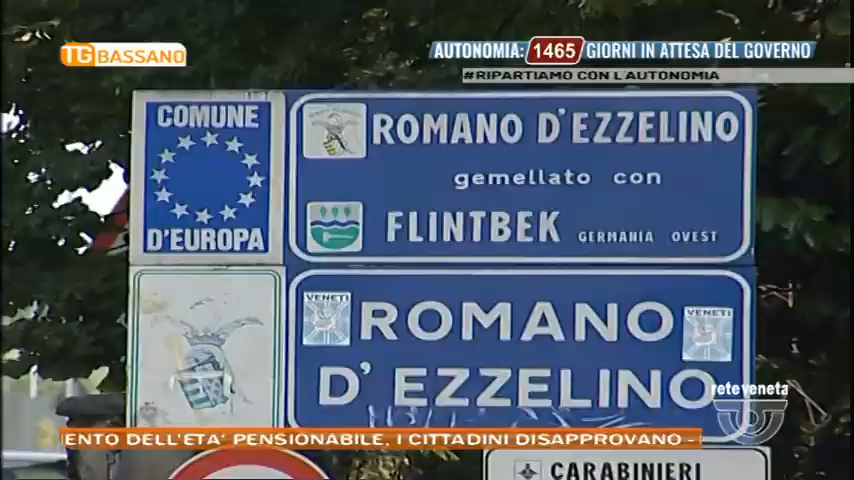 TG BASSANO
AUTONOMIA: 1465 GIORNI IN ATTESA DEL GOVERNO
#RIPARTIAMO CON L'AUTONOMIA
COMUNE
D'EUROPA
ROMANO D'EZZELINO
gemellato con
FLINTBEK GERMANIA OVEST
VENETI
ROMANO
VENETI
D'EZZELINO
reteveneta
ENTO DELL'ETA' PENSIONABILE, I CITTADINI DISAPPROVANO -
CARABINIERI